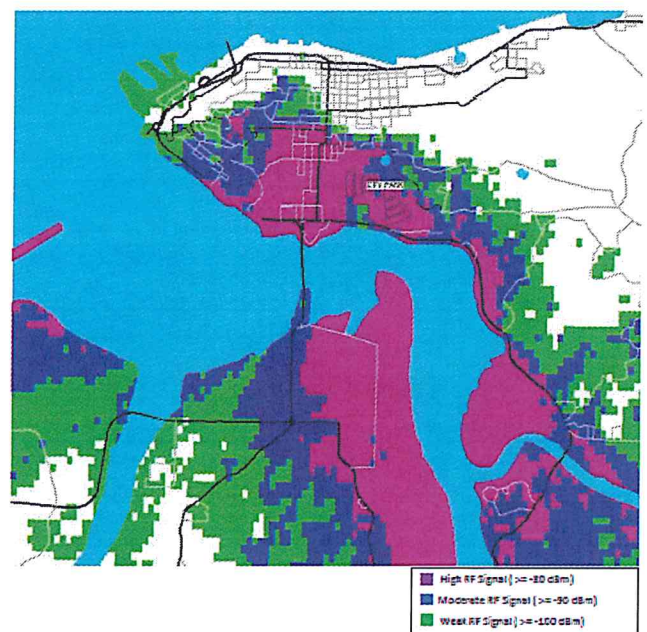 High RF Signal ( >= -80 dBm)
Moderate RF Signal ( >= -90 dBm)
Weak RF Signal ( >= -100 dBm)